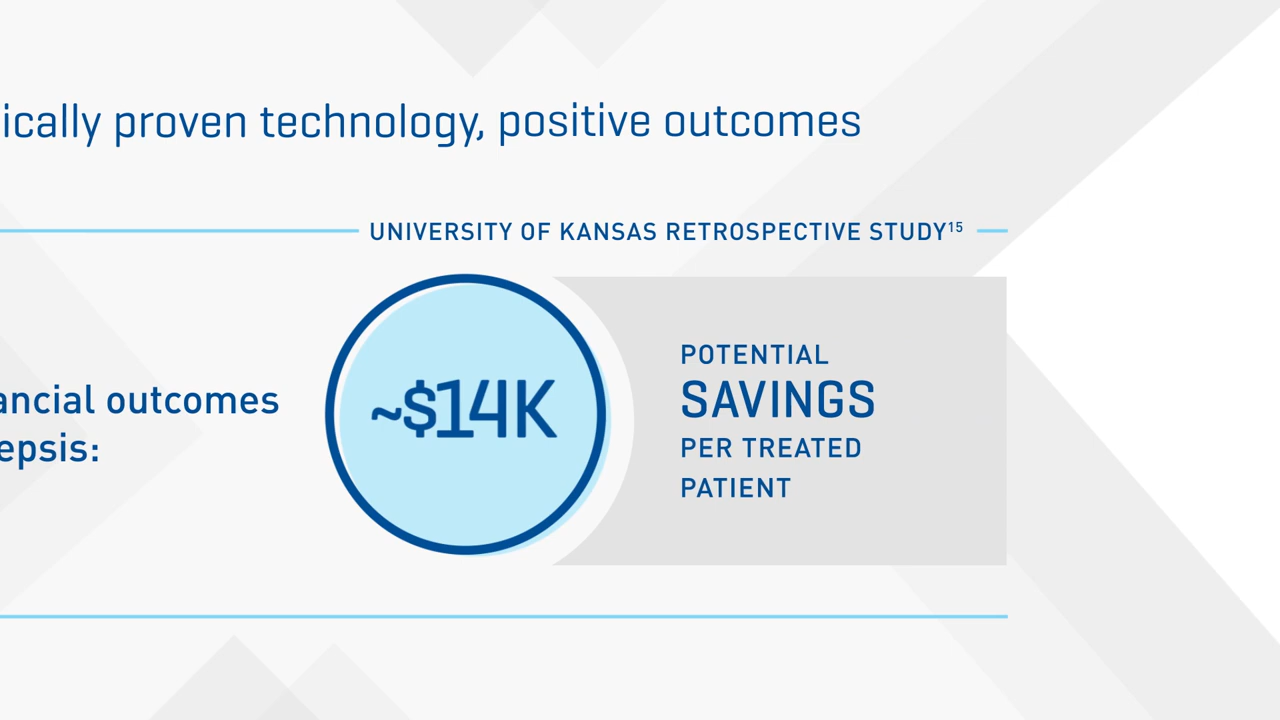 ically proven technology, positive outcomes
UNIVERSITY OF KANSAS RETROSPECTIVE STUDY¹⁵
ancial outcomes
epsis:
~$14K
POTENTIAL
SAVINGS
PER TREATED
PATIENT